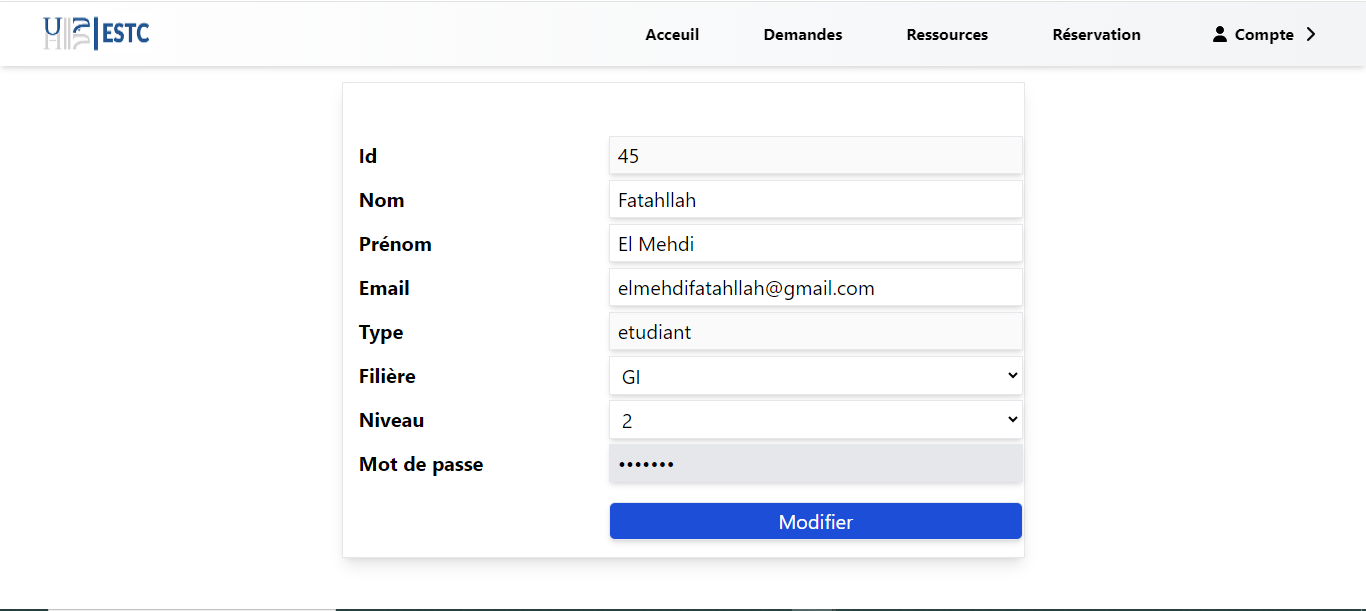 UH2C ESTC
Acceuil Demandes Ressources Réservation Compte
Id 45
Nom Fatahllah
Prénom El Mehdi
Email elmehdifatahllah@gmail.com
Type etudiant
Filière GI
Niveau 2
Mot de passe •••••••
Modifier